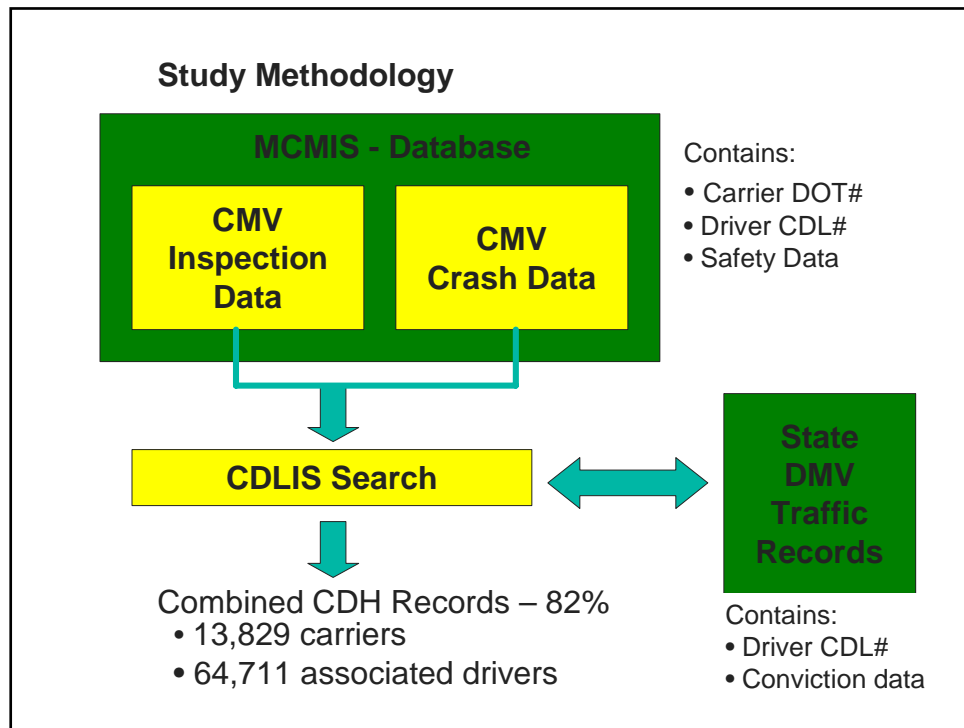 Study Methodology
MCMIS - Database
CMV
Inspection
Data
CMV
Crash Data
Contains:
• Carrier DOT#
• Driver CDL#
• Safety Data
CDLIS Search
State
DMV
Traffic
Records
Combined CDH Records – 82%
• 13,829 carriers
• 64,711 associated drivers
Contains:
• Driver CDL#
• Conviction data